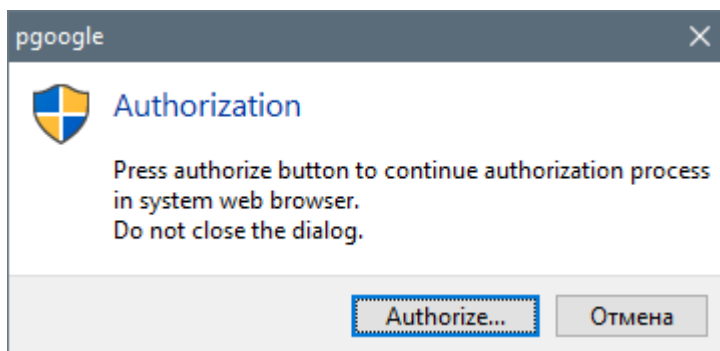 pgoogle
Authorization
Press authorize button to continue authorization process
in system web browser.
Do not close the dialog.
Authorize...
Отмена